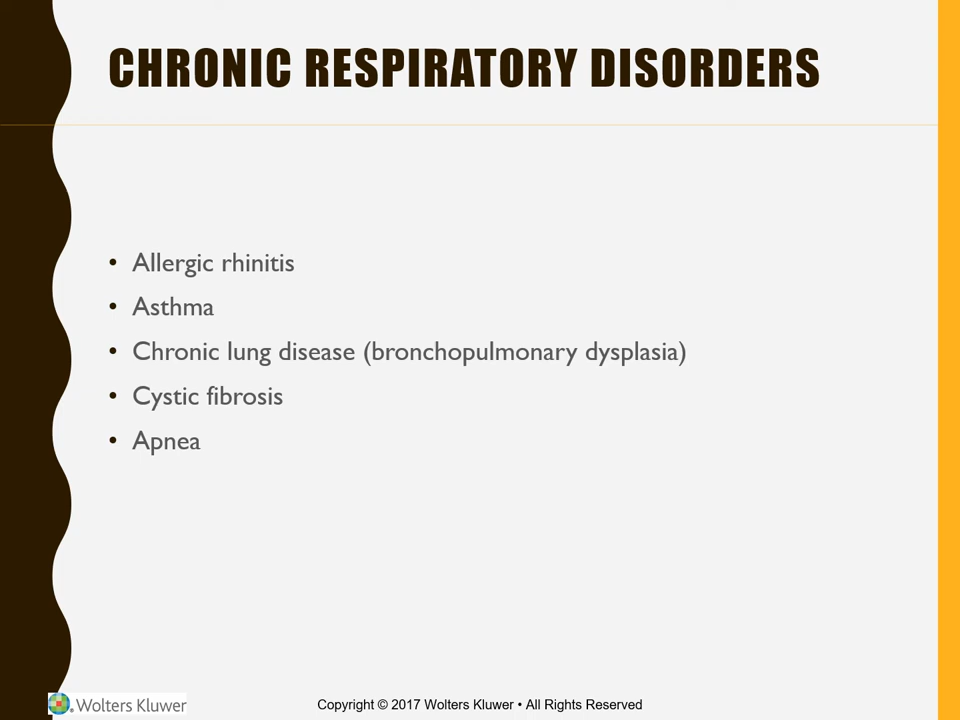 CHRONIC RESPIRATORY DISORDERS
• Allergic rhinitis
• Asthma
• Chronic lung disease (bronchopulmonary dysplasia)
• Cystic fibrosis
• Apnea
Wolters Kluwer
Copyright © 2017 Wolters Kluwer • All Rights Reserved